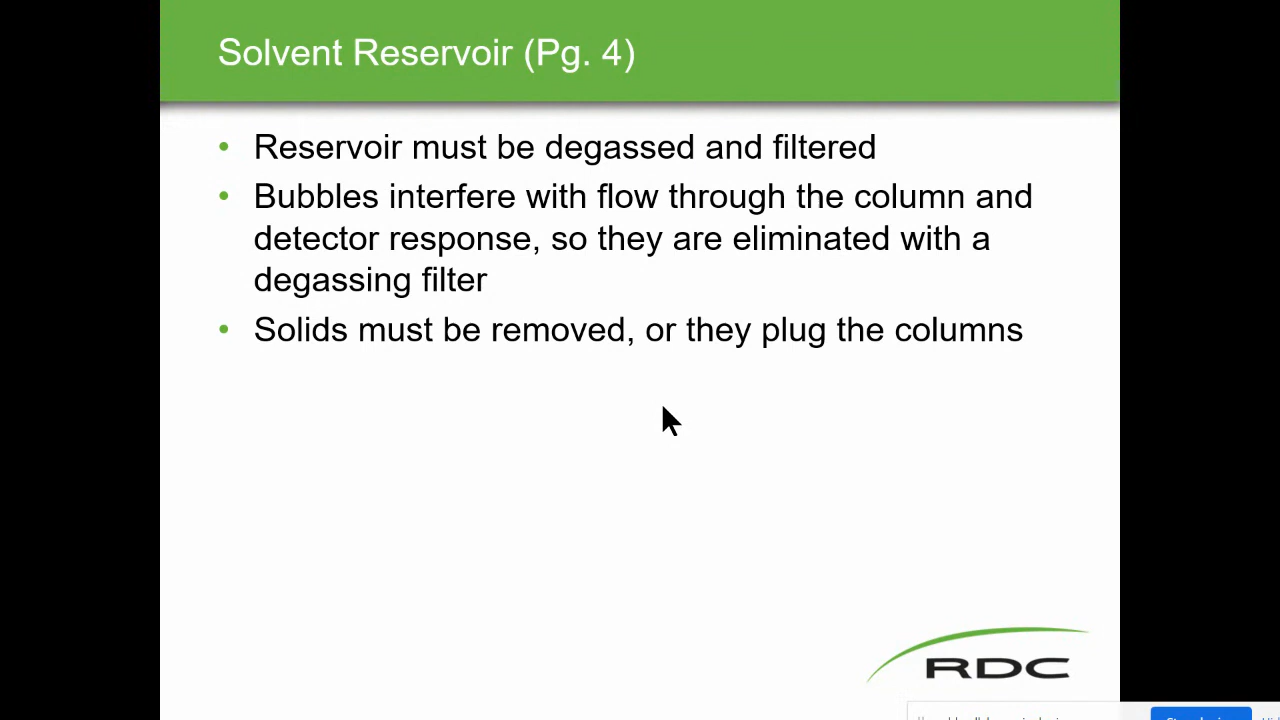 Solvent Reservoir (Pg. 4)
• Reservoir must be degassed and filtered
• Bubbles interfere with flow through the column and
detector response, so they are eliminated with a
degassing filter
• Solids must be removed, or they plug the columns
RDC